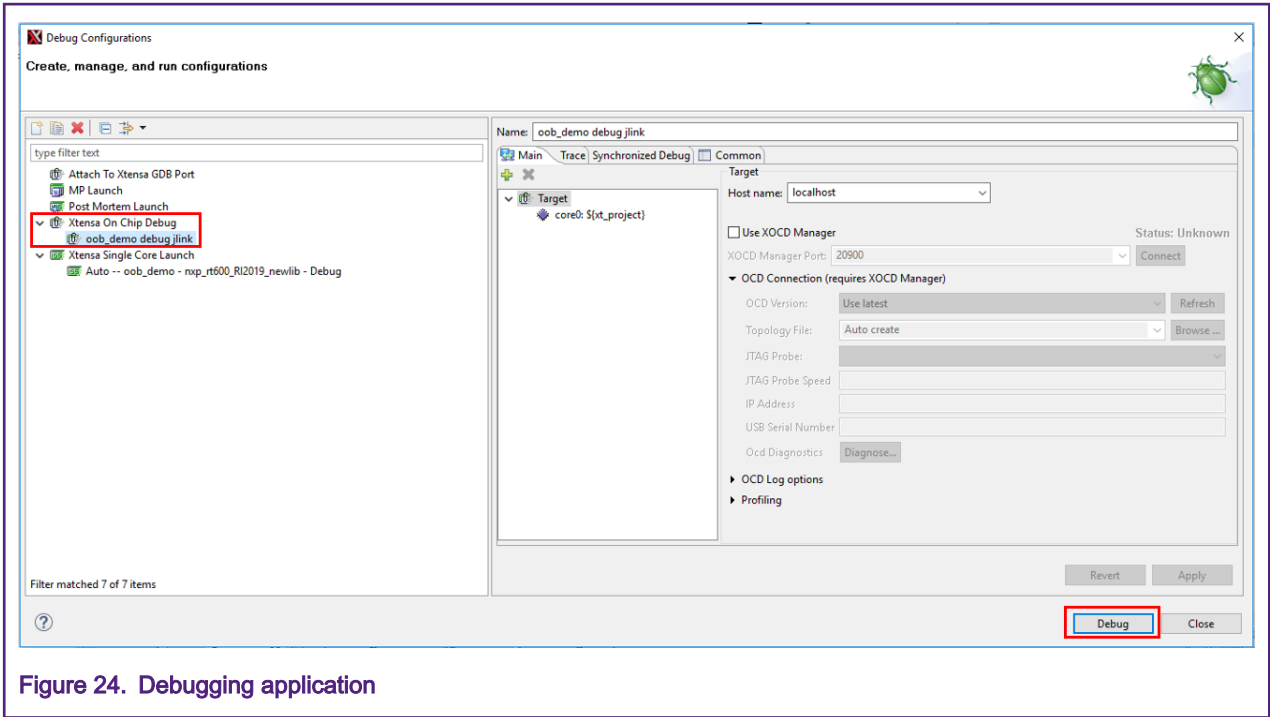 Debug Configurations
Create, manage, and run configurations
type filter text
Attach To Xtensa GDB Port
MP Launch
Post Mortem Launch
Xtensa On Chip Debug
oob_demo debug jlink
Xtensa Single Core Launch
Auto -- oob_demo - nxp_rt600_RI2019_newlib - Debug
Filter matched 7 of 7 items
Name: oob_demo debug jlink
Main Trace Synchronized Debug Common
Target
core0: ${xt_project}
Target
Host name: localhost
Use XOCD Manager Status: Unknown
XOCD Manager Port: 20900 Connect
OCD Connection (requires XOCD Manager)
OCD Version: Use latest Refresh
Topology File: Auto create Browse ...
JTAG Probe:
JTAG Probe Speed
IP Address
USB Serial Number
Ocd Diagnostics Diagnose...
OCD Log options
Profiling
Revert Apply
Debug Close
Figure 24. Debugging application